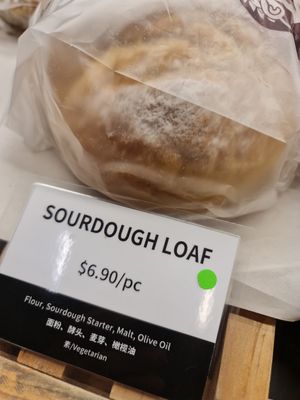 SOURDOUGH LOAF
$6.90/pc
Flour, Sourdough Starter, Malt, Olive Oil
面粉、酵头、麦芽、橄榄油
素/Vegetarian